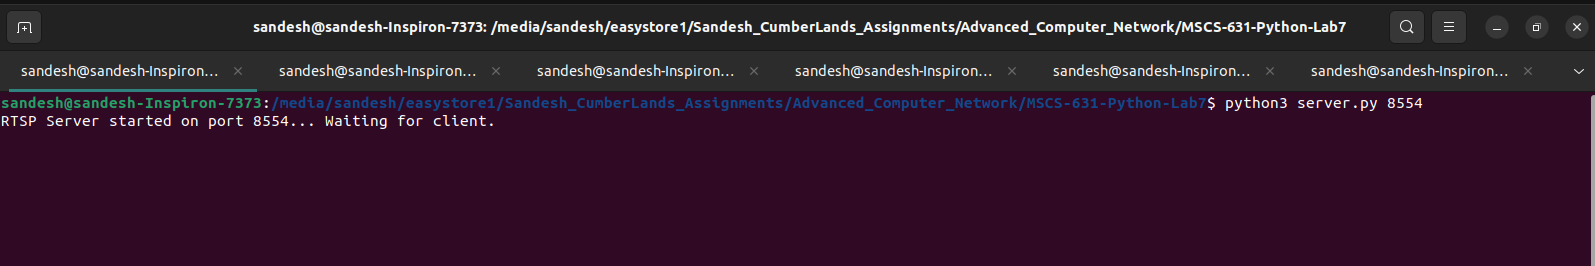 sandesh@sandesh-Inspiron-7373: /media/sandesh/easystore1/Sandesh_CumberLands_Assignments/Advanced_Computer_Network/MSCS-631-Python-Lab7
sandesh@sandesh-Inspiron... sandesh@sandesh-Inspiron... sandesh@sandesh-Inspiron... sandesh@sandesh-Inspiron... sandesh@sandesh-Inspiron... sandesh@sandesh-Inspiron...
sandesh@sandesh-Inspiron-7373:/media/sandesh/easystore1/Sandesh_CumberLands_Assignments/Advanced_Computer_Network/MSCS-631-Python-Lab7$ python3 server.py 8554
RTSP Server started on port 8554... Waiting for client.